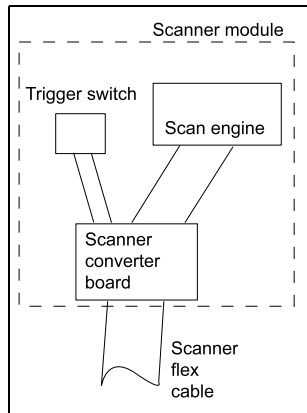 Scanner module
Trigger switch
Scan engine
Scanner
converter
board
Scanner
flex
cable